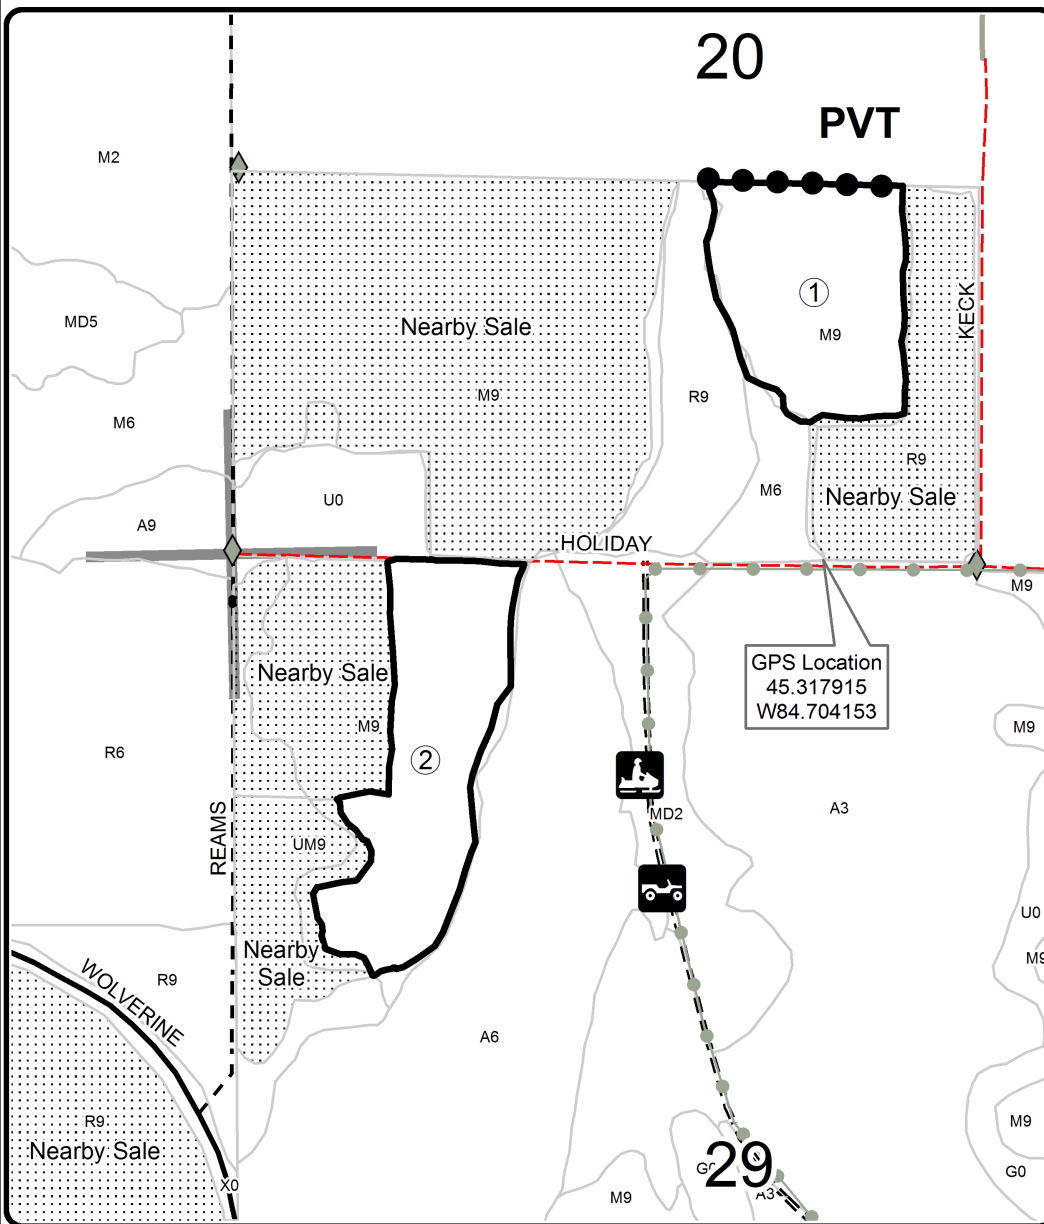 20
PVT
M2
1
KECK
MD5
Nearby Sale
M9
M9
R9
M6
R9
M6
Nearby Sale
U0
A9
HOLIDAY
M9
GPS Location
45.317915
W84.704153
Nearby Sale
M9
M9
R6
2
REAMS
MD2
A3
UM9
U0
Nearby
Sale
M9
WOLVERINE
R9
A6
R9
Nearby Sale
M9
G0
29
G0
A3
X0
M9